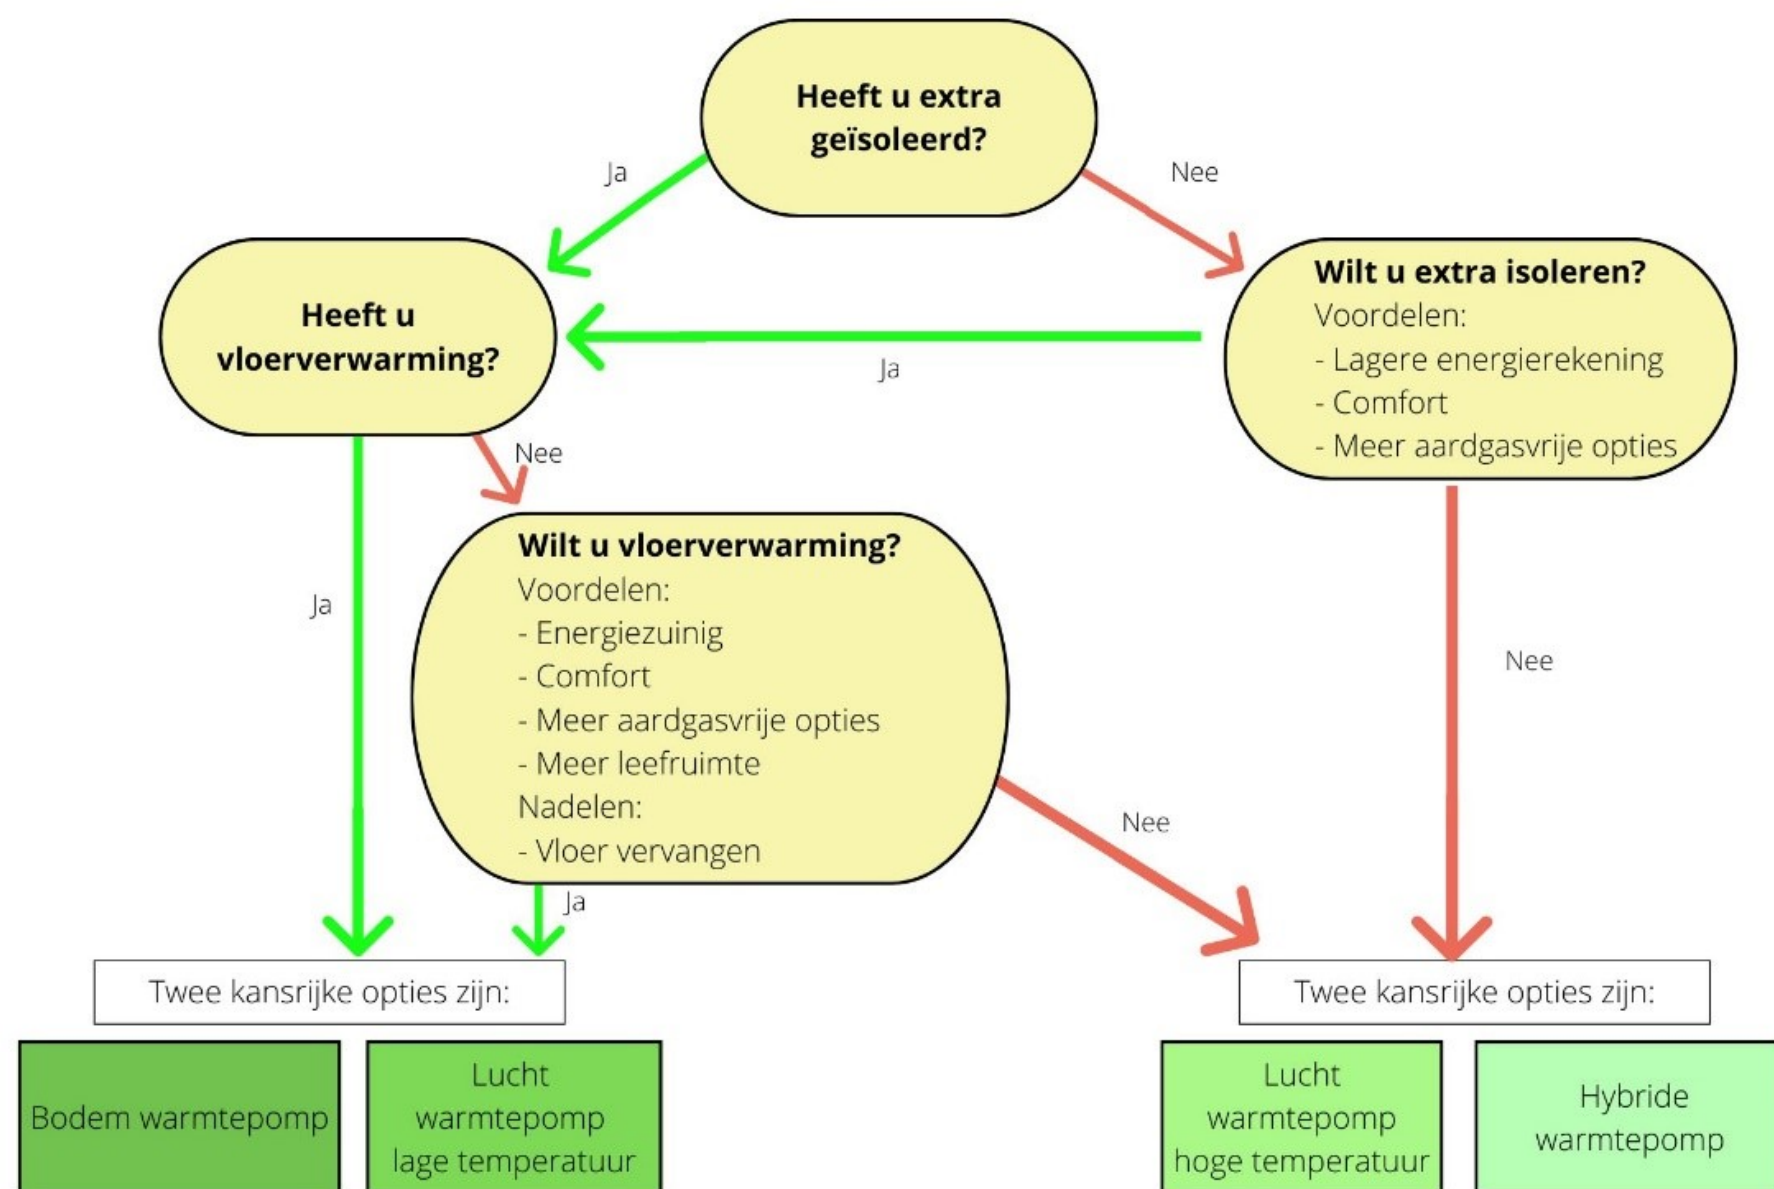 Heeft u extra
geïsoleerd?
Ja
Nee
Heeft u
vloerverwarming?
Wilt u extra isoleren?
Voordelen:
- Lagere energierekening
- Comfort
- Meer aardgasvrije opties
Ja
Nee
Wilt u vloerverwarming?
Voordelen:
- Energiezuinig
- Comfort
- Meer aardgasvrije opties
- Meer leefruimte
Nadelen:
- Vloer vervangen
Ja
Nee
Nee
Ja
Twee kansrijke opties zijn:
Twee kansrijke opties zijn:
Bodem warmtepomp
Lucht
warmtepomp
lage temperatuur
Lucht
warmtepomp
hoge temperatuur
Hybride
warmtepomp